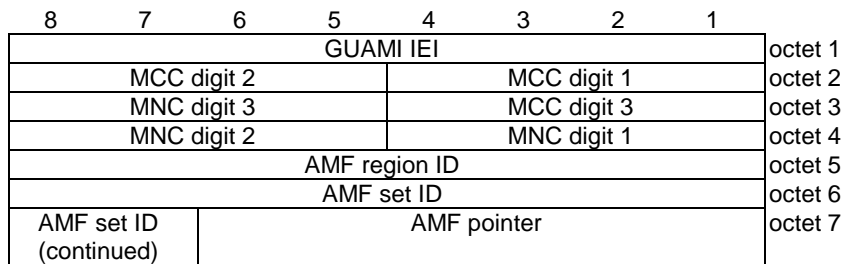 8 7 6 5 4 3 2 1
GUAMI IEI octet 1
MCC digit 2 MCC digit 1 octet 2
MNC digit 3 MCC digit 3 octet 3
MNC digit 2 MNC digit 1 octet 4
AMF region ID octet 5
AMF set ID octet 6
AMF set ID AMF pointer octet 7
(continued)